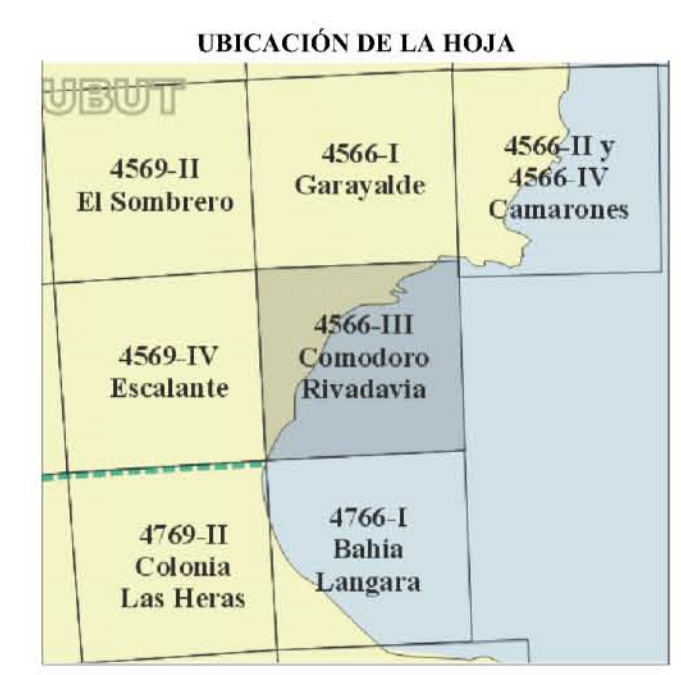 UBICACIÓN DE LA HOJA
UBUT
4569-II
El Sombrero
4566-I
Garayalde
4566-II y
4566-IV
Camarones
4569-IV
Escalante
4566-III
Comodoro
Rivadavia
4769-II
Colonia
Las Heras
4766-I
Bahía
Langara